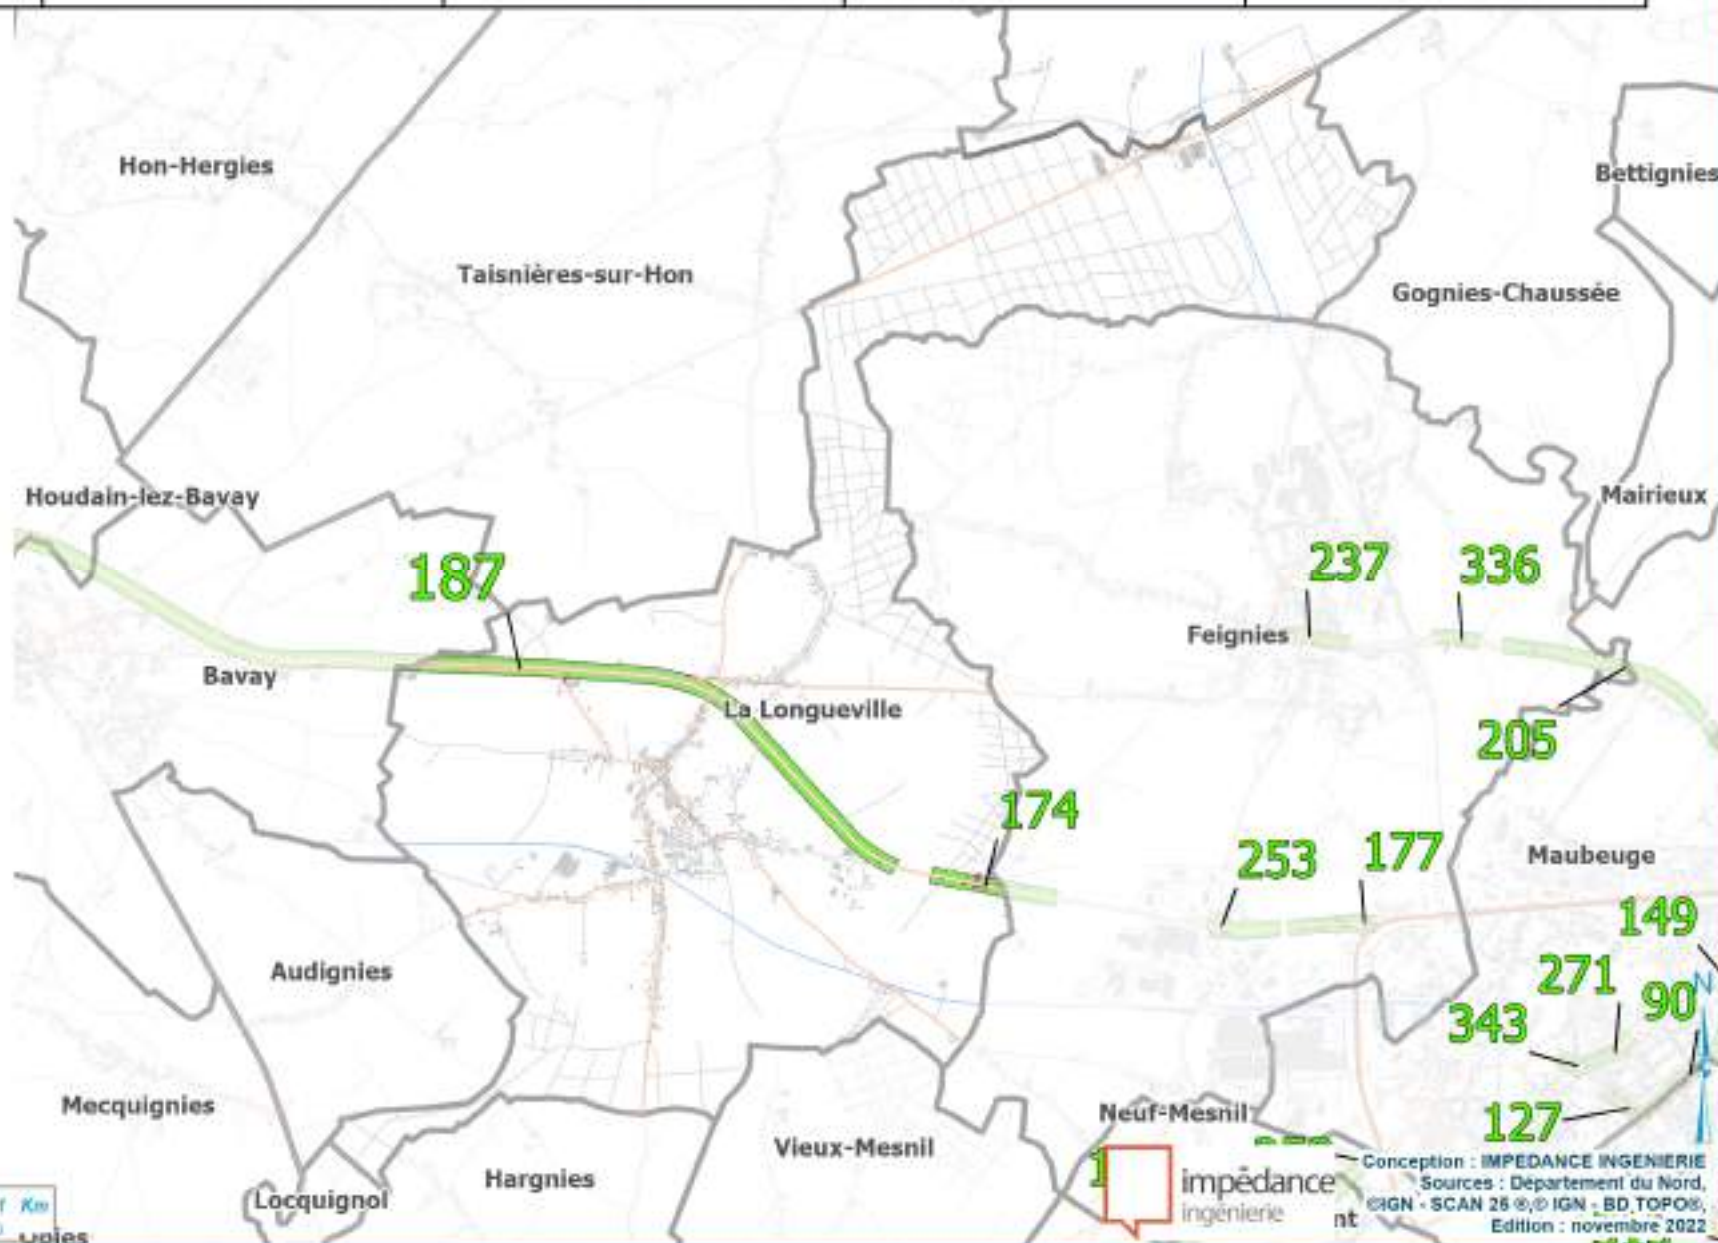 Hon-Hergies
Bettignies
Taisnières-sur-Hon
Gognies-Chaussée
Houdain-lez-Bavay
Mairieux
187
237
336
Feignies
Bavay
La Longueville
205
174
253
177
Maubeuge
149
271
90
N
Audignies
343
Mecquignies
Neuf-Mesnil
127
Vieux-Mesnil
Hargnies
Locquignol
Km
impédance
ingénierie
Conception : IMPEDANCE INGENIERIE
Sources : Département du Nord,
©IGN - SCAN 25 ®,© IGN - BD TOPO®,
Edition : novembre 2022
nt